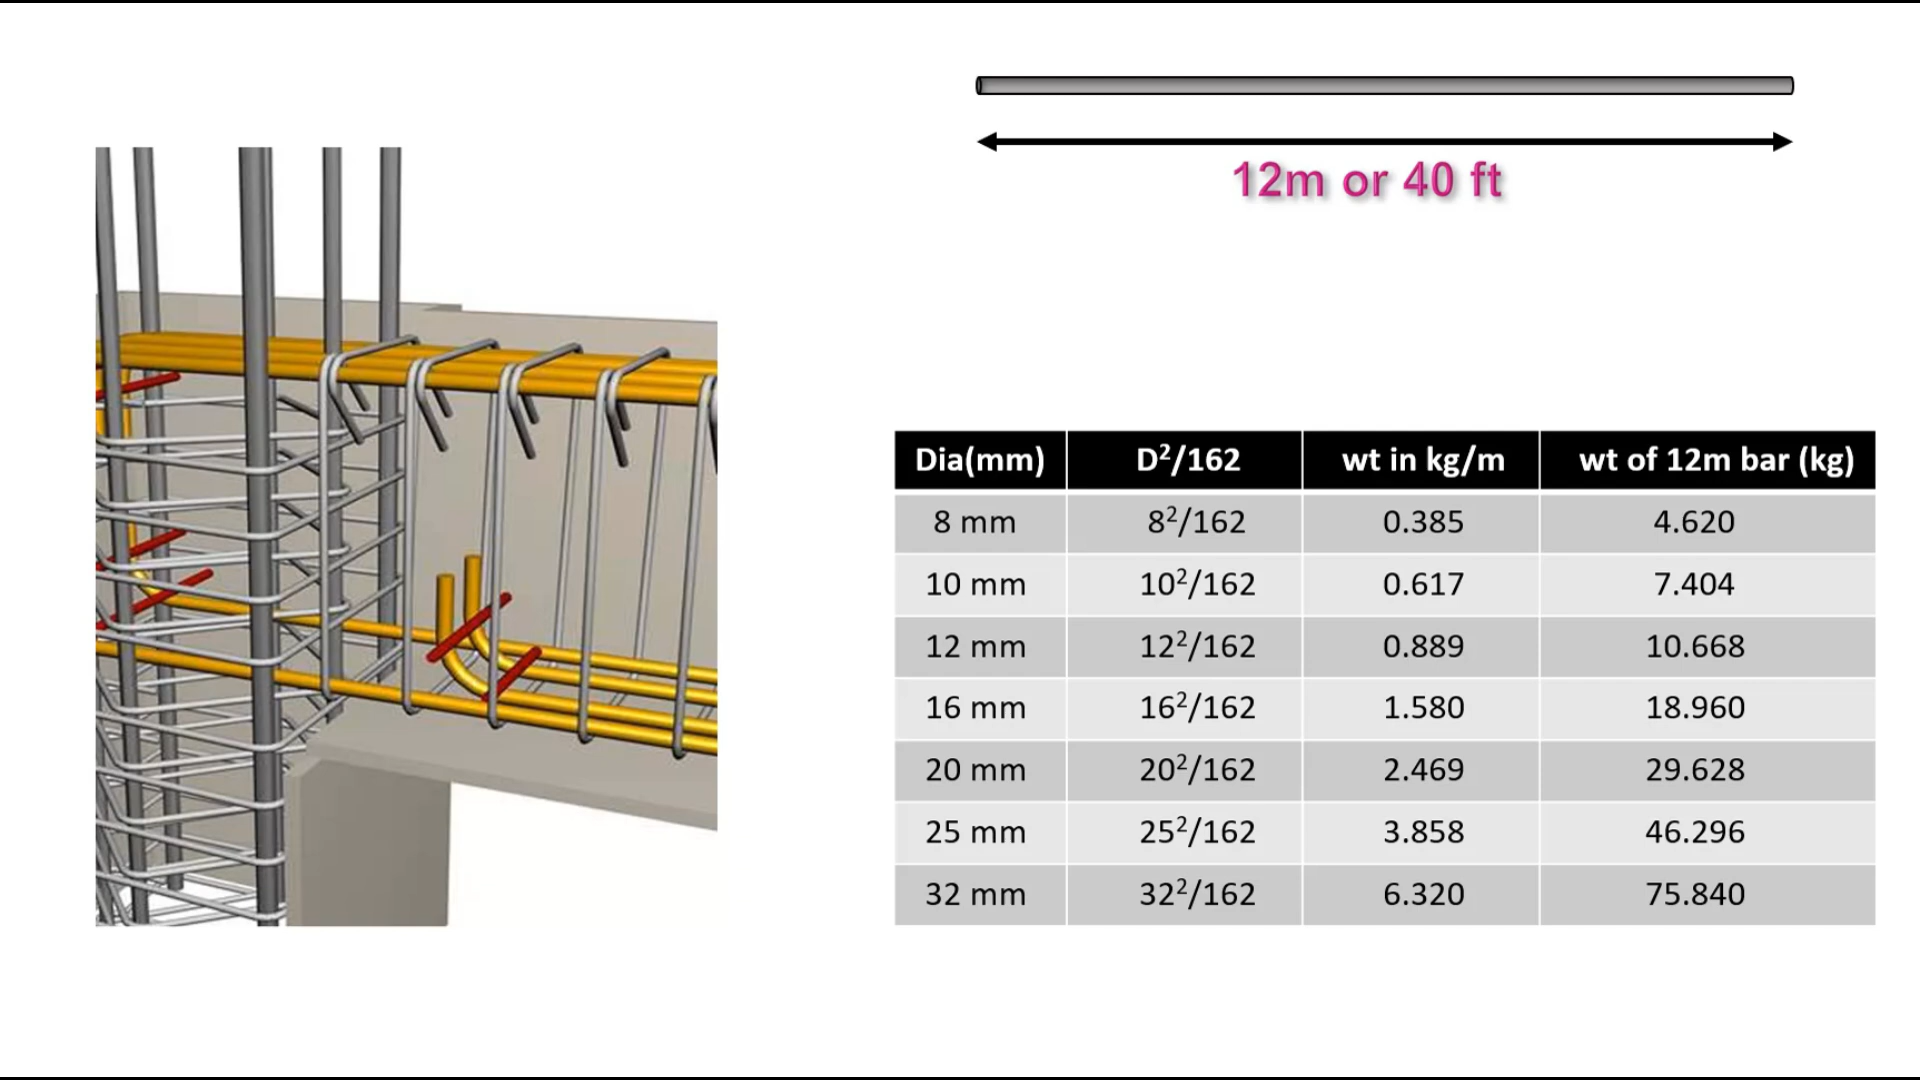 12m or 40 ft
Dia(mm) D²/162 wt in kg/m wt of 12m bar (kg)
8 mm 8²/162 0.385 4.620
10 mm 10²/162 0.617 7.404
12 mm 12²/162 0.889 10.668
16 mm 16²/162 1.580 18.960
20 mm 20²/162 2.469 29.628
25 mm 25²/162 3.858 46.296
32 mm 32²/162 6.320 75.840